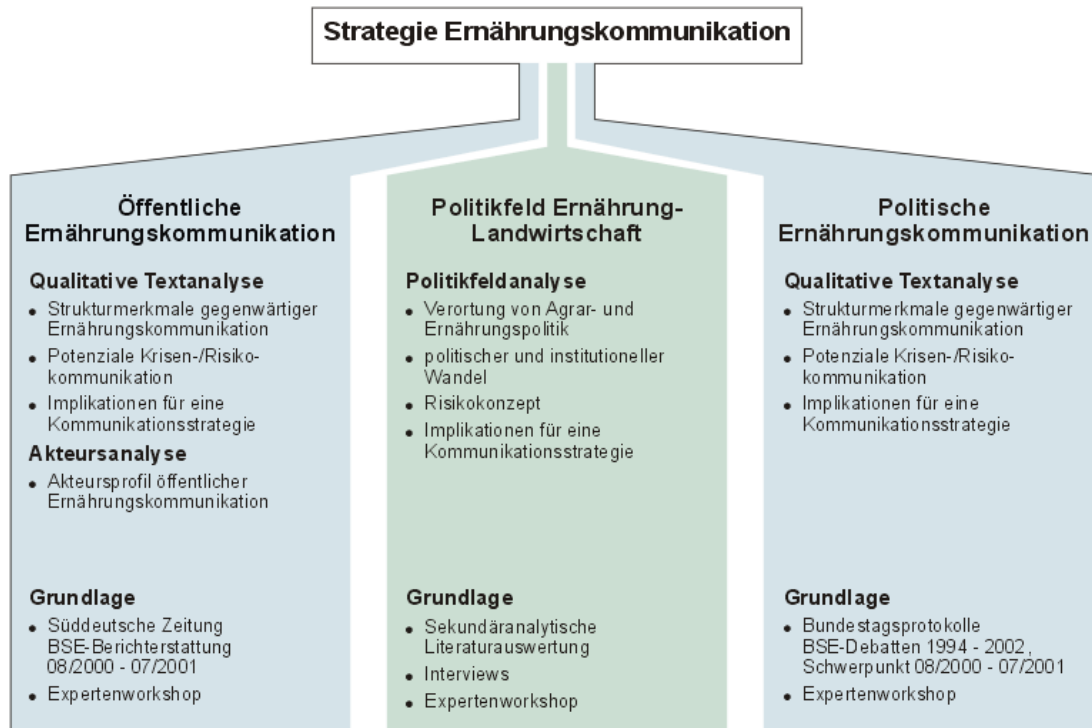 Strategie Ernährungskommunikation
Öffentliche
Ernährungskommunikation
Qualitative Textanalyse
• Strukturmerkmale gegenwärtiger
Ernährungskommunikation
• Potenziale Krisen-/Risiko-
kommunikation
• Implikationen für eine
Kommunikationsstrategie
Akteursanalyse
• Akteursprofil öffentlicher
Ernährungskommunikation
Grundlage
• Süddeutsche Zeitung
BSE-Berichterstattung
08/2000 - 07/2001
• Expertenworkshop
Politikfeld Ernährung-
Landwirtschaft
Politikfeldanalyse
• Verortung von Agrar- und
Ernährungspolitik
• politischer und institutioneller
Wandel
• Risikokonzept
• Implikationen für eine
Kommunikationsstrategie
Grundlage
• Sekundäranalytische
Literaturauswertung
• Interviews
• Expertenworkshop
Politische
Ernährungskommunikation
Qualitative Textanalyse
• Strukturmerkmale gegenwärtiger
Ernährungskommunikation
• Potenziale Krisen-/Risiko-
kommunikation
• Implikationen für eine
Kommunikationsstrategie
Grundlage
• Bundestagsprotokolle
BSE-Debatten 1994 - 2002,
Schwerpunkt 08/2000 - 07/2001
• Expertenworkshop